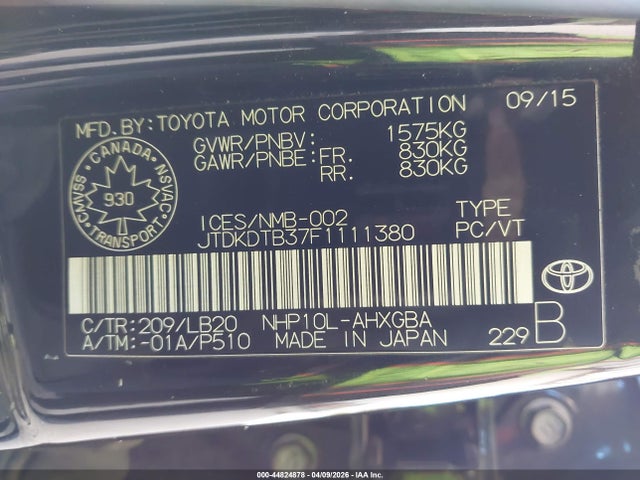 MFD. BY: TOYOTA MOTOR CORPORATION 09/15
GVWR/PNBV: 1575KG
GAWR/PNBE: FR. 830KG
RR. 830KG
CANADA
CMVSS NSVAC
930
TRANSPORT
ICES/NMB-002 TYPE
JTDKDTB37F1111380 PC/VT
C/TR: 209/LB20 NHP10L-AHXGBA
A/TM: -01A/P510 MADE IN JAPAN 229 B
000-44824878 - 04/09/2026 - IAA Inc.